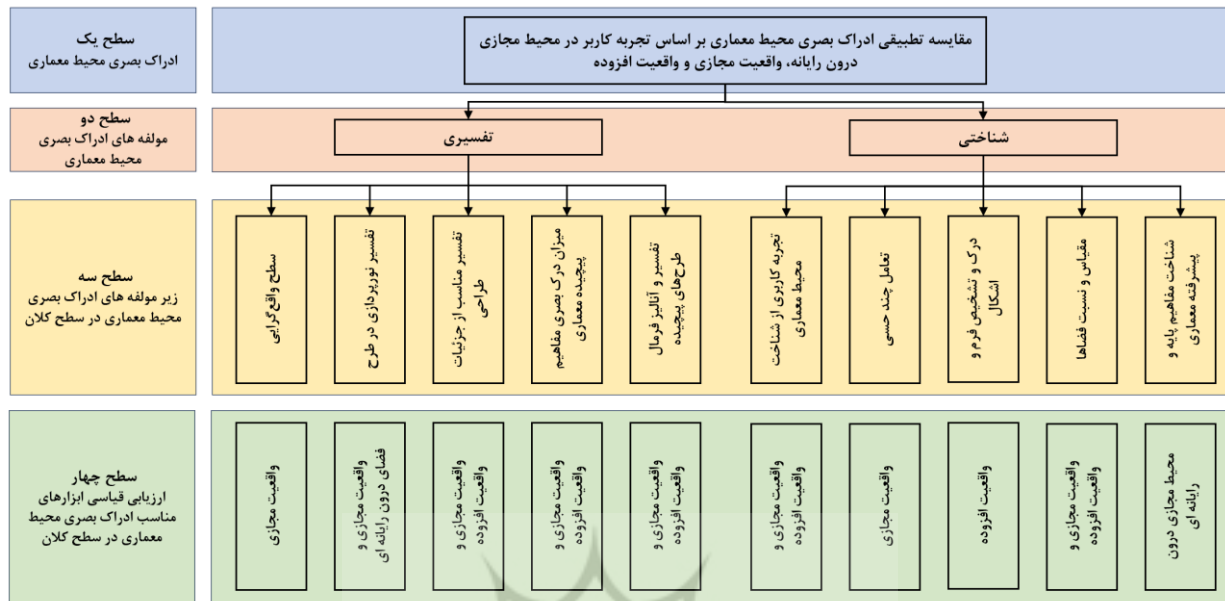 سطح یک
ادراک بصری محیط معماری
مقایسه تطبیقی ادراک بصری محیط معماری بر اساس تجربه کاربر در محیط مجازی
درون رایانه، واقعیت مجازی و واقعیت افزوده
سطح دو
مولفه های ادراک بصری
محیط معماری
شناختی
تفسیری
سطح سه
زیر مولفه های ادراک بصری
محیط معماری در سطح کلان
شناخت مفاهیم پایه و
پیشرفته معماری
مقیاس و نسبت فضاها
درک و تشخیص فرم و
اشکال
تعامل چند حسی
تجربه کاربری از شناخت
محیط معماری
تفسیر و آنالیز فرمال
طرح‌های پیچیده
میزان درک بصری مفاهیم
پیچیده معماری
تفسیر مناسب از جزئیات
طراحی
تفسیر نورپردازی در طرح
سطح واقع‌گرایی
سطح چهار
ارزیابی قیاسی ابزارهای
مناسب ادراک بصری محیط
معماری در سطح کلان
محیط مجازی درون
رایانه ای
واقعیت مجازی و
واقعیت افزوده
واقعیت افزوده
واقعیت مجازی
واقعیت مجازی و
واقعیت افزوده
واقعیت مجازی و
واقعیت افزوده
واقعیت مجازی و
واقعیت افزوده
واقعیت مجازی و
واقعیت افزوده
واقعیت مجازی و
فضای درون رایانه ای
واقعیت مجازی